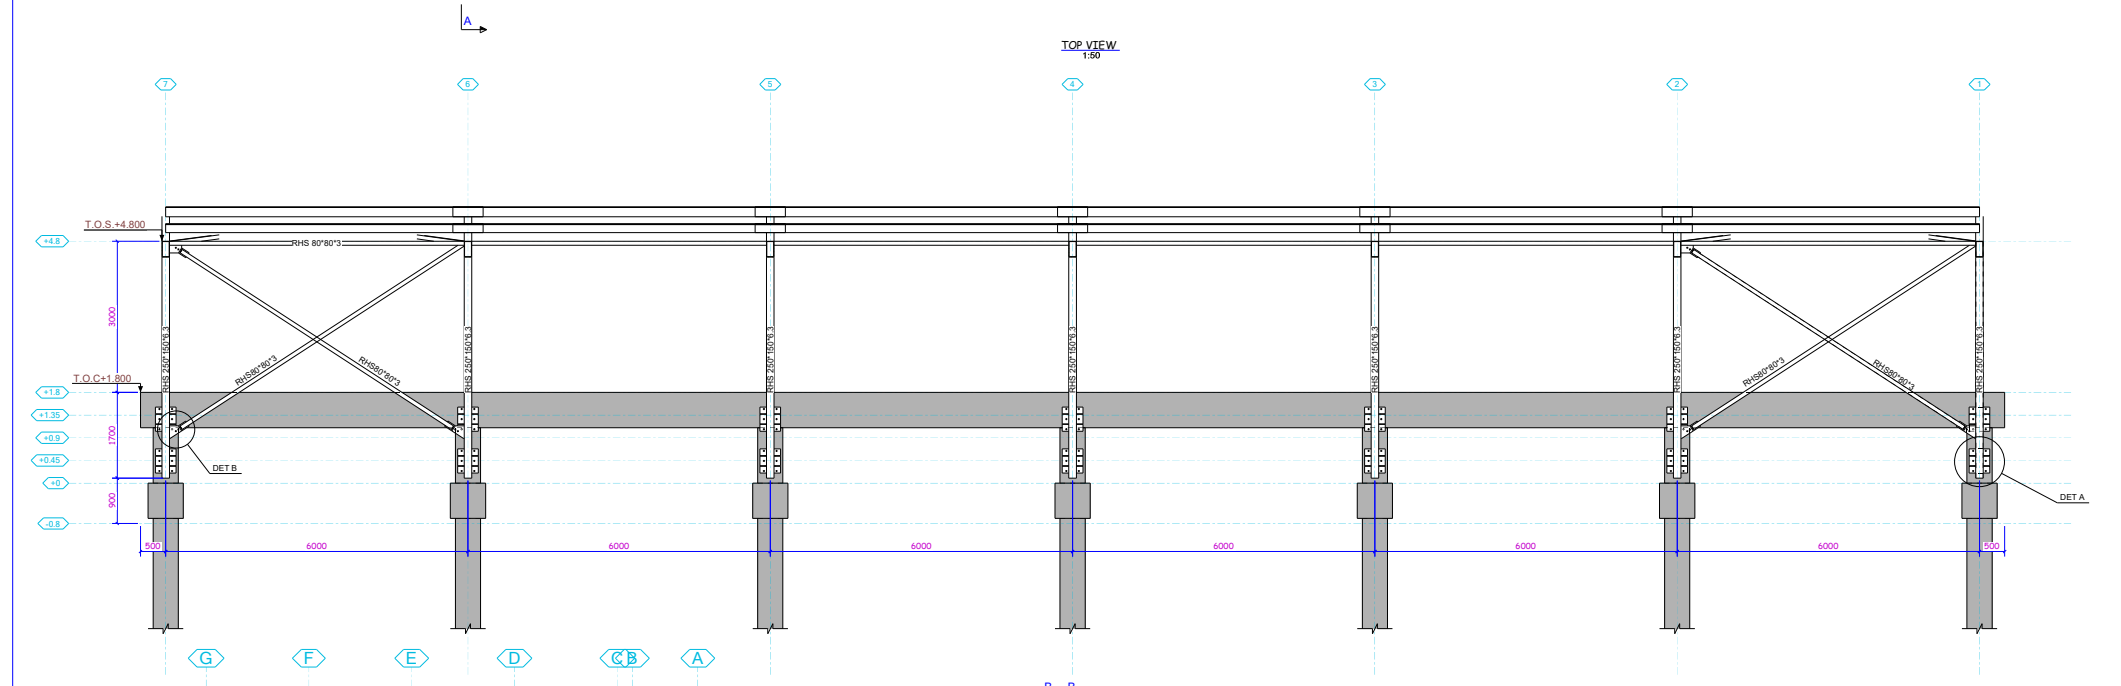 A
TOP VIEW
1:50
7 6 5 4 3 2 1
T.O.S.+4.800
+4.8
RHS 80*80*3
3000
RHS 250*150*6.3
RHS 250*150*6.3
RHS 250*150*6.3
RHS 250*150*6.3
RHS 250*150*6.3
RHS 250*150*6.3
RHS 250*150*6.3
RHS80*80*3
RHS80*80*3
RHS80*80*3
RHS80*80*3
T.O.C+1.800
+1.8
+1.35
1700
+0.9
+0.45
DET B
+0
DET A
900
-0.8
500 6000 6000 6000 6000 6000 6000 500
G F E D C B A